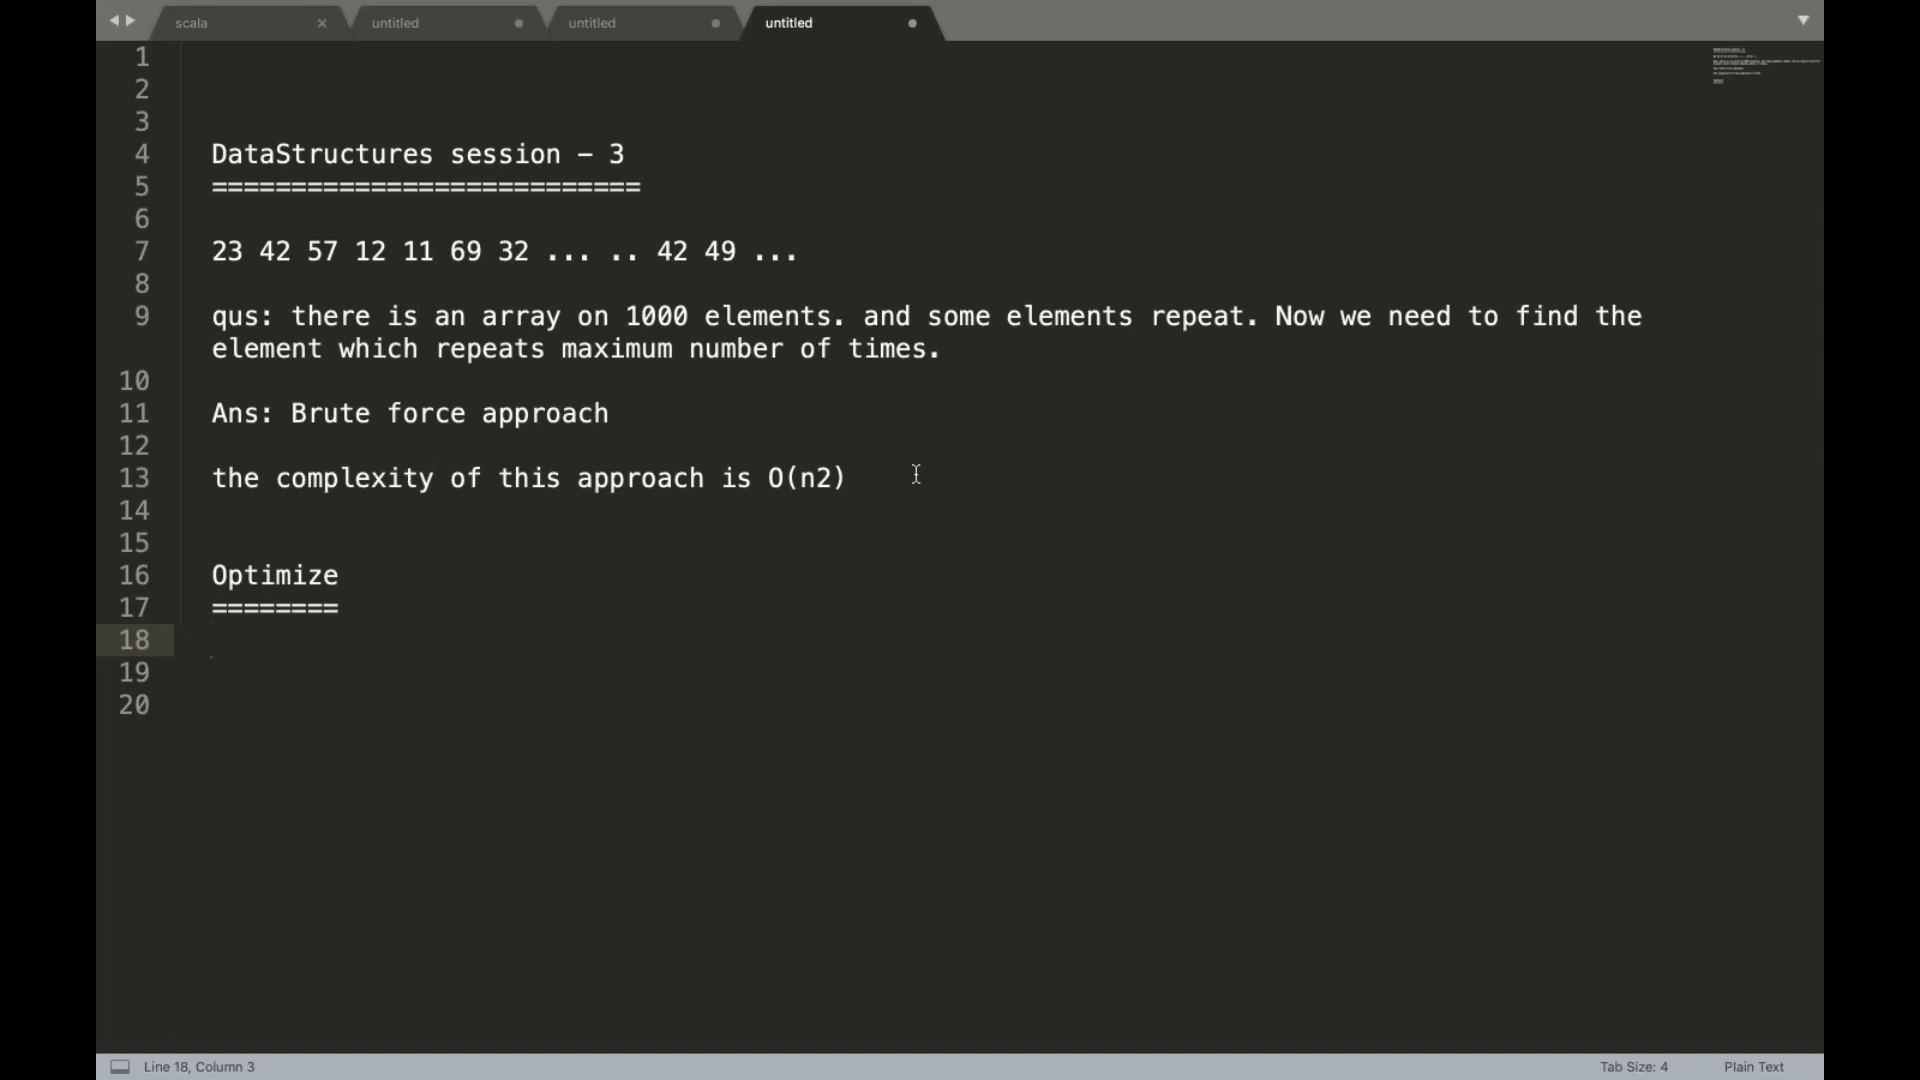 scala
untitled
untitled
untitled
1
2
3
4 DataStructures session - 3
5 ===========================
6
7 23 42 57 12 11 69 32 ... .. 42 49 ...
8
9 qus: there is an array on 1000 elements. and some elements repeat. Now we need to find the
element which repeats maximum number of times.
10
11 Ans: Brute force approach
12
13 the complexity of this approach is O(n2)
14
15
16 Optimize
17 ========
18
19
20
Line 18, Column 3
Tab Size: 4
Plain Text